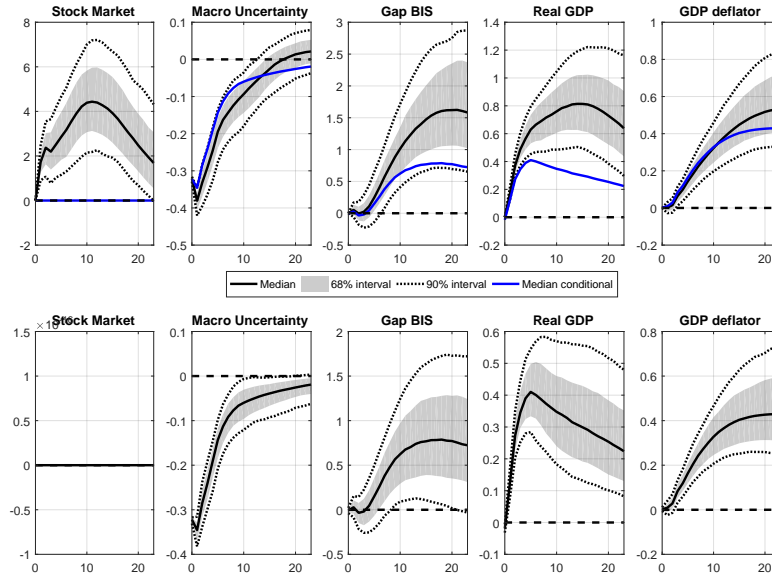 Stock Market Macro Uncertainty Gap BIS Real GDP GDP deflator
8 0.1 3 1.4 1
6 0 2.5 1.2 0.8
4 -0.1 2 1 0.6
2 -0.2 1.5 0.8 0.4
0 -0.3 1 0.6 0.2
-2 -0.4 0.5 0.4 0
-0.5 0 0.2 -0.2
-0.5 0
-0.2
0 10 20 0 10 20 0 10 20 0 10 20 0 10 20
Median 68% interval 90% interval Median conditional
Stock Market Macro Uncertainty Gap BIS Real GDP GDP deflator
1.5 0.1 2 0.6 0.8
1 0 1.5 0.5 0.6
0.5 -0.1 1 0.4 0.4
0 -0.2 0.5 0.3 0.2
-0.5 -0.3 0 0.2 0
-1 -0.4 -0.5 0.1 -0.2
0
-0.1
0 10 20 0 10 20 0 10 20 0 10 20 0 10 20